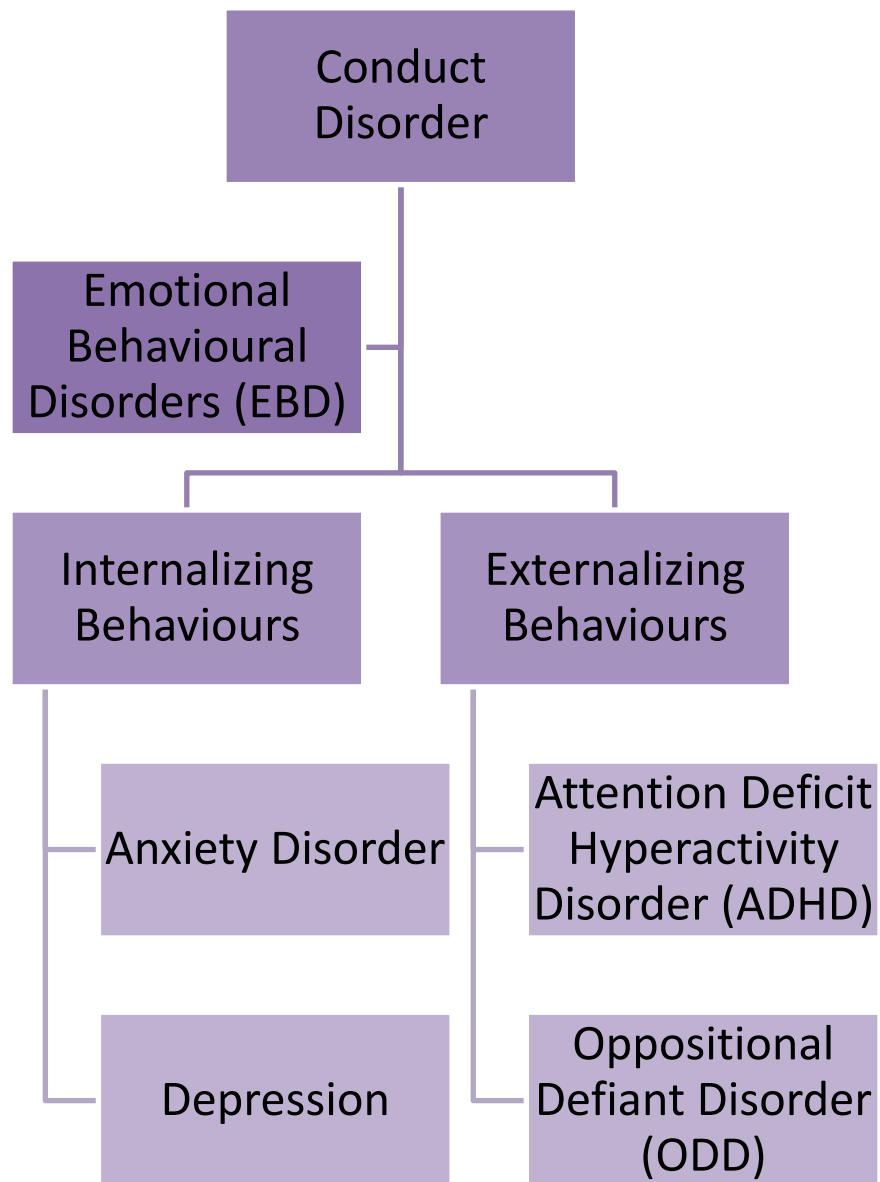 Conduct
Disorder
Emotional
Behavioural
Disorders (EBD)
Internalizing
Behaviours
Externalizing
Behaviours
Anxiety Disorder
Depression
Attention Deficit
Hyperactivity
Disorder (ADHD)
Oppositional
Defiant Disorder
(ODD)